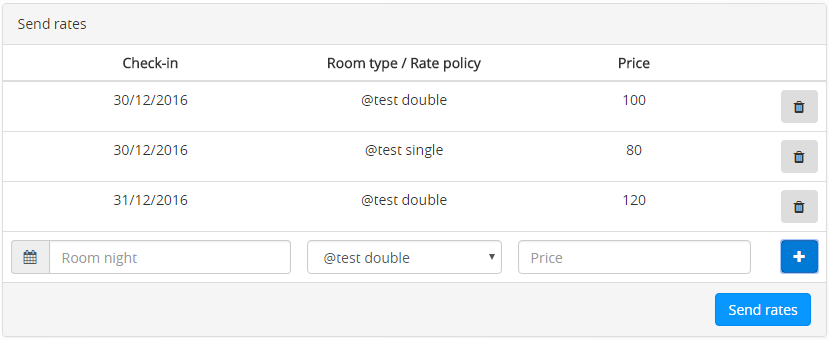 Send rates
Check-in Room type / Rate policy Price
30/12/2016 @test double 100
30/12/2016 @test single 80
31/12/2016 @test double 120
Room night @test double Price
Send rates